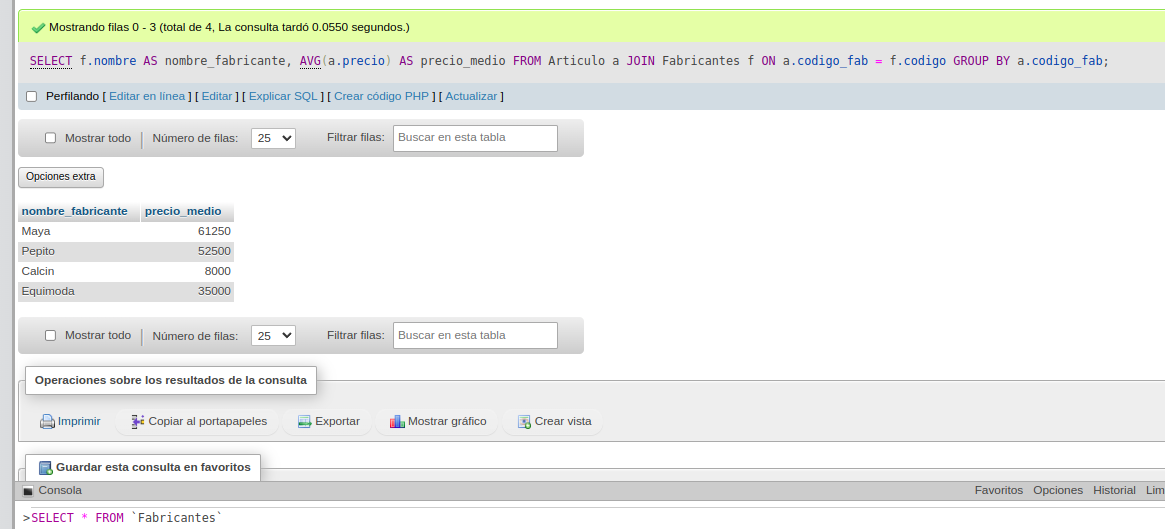 Mostrando filas 0 - 3 (total de 4, La consulta tardó 0.0550 segundos.)
SELECT f.nombre AS nombre_fabricante, AVG(a.precio) AS precio_medio FROM Articulo a JOIN Fabricantes f ON a.codigo_fab = f.codigo GROUP BY a.codigo_fab;
Perfilando [ Editar en línea ] [ Editar ] [ Explicar SQL ] [ Crear código PHP ] [ Actualizar ]
Mostrar todo | Número de filas: 25 Filtrar filas: Buscar en esta tabla
Opciones extra
nombre_fabricante precio_medio
Maya 61250
Pepito 52500
Calcin 8000
Equimoda 35000
Mostrar todo | Número de filas: 25 Filtrar filas: Buscar en esta tabla
Operaciones sobre los resultados de la consulta
Imprimir Copiar al portapapeles Exportar Mostrar gráfico Crear vista
Guardar esta consulta en favoritos
Consola Favoritos Opciones Historial Lim
>SELECT * FROM `Fabricantes`